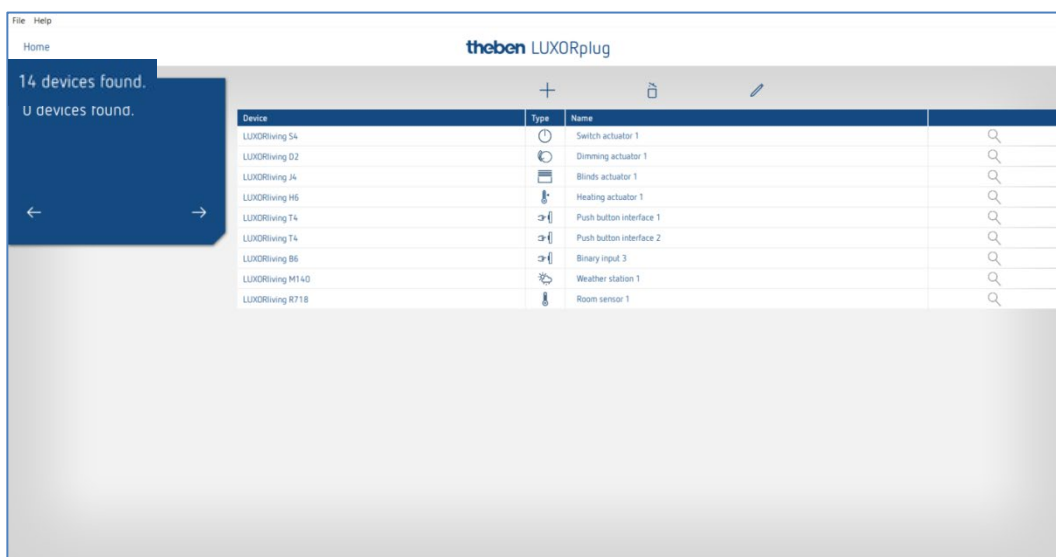 File Help
Home
theben LUXORplug
14 devices found.
0 devices found.
Device Type Name
LUXORliving S4 Switch actuator 1
LUXORliving D2 Dimming actuator 1
LUXORliving J4 Blinds actuator 1
LUXORliving H6 Heating actuator 1
LUXORliving T4 Push button interface 1
LUXORliving T4 Push button interface 2
LUXORliving B6 Binary input 3
LUXORliving M140 Weather station 1
LUXORliving R718 Room sensor 1